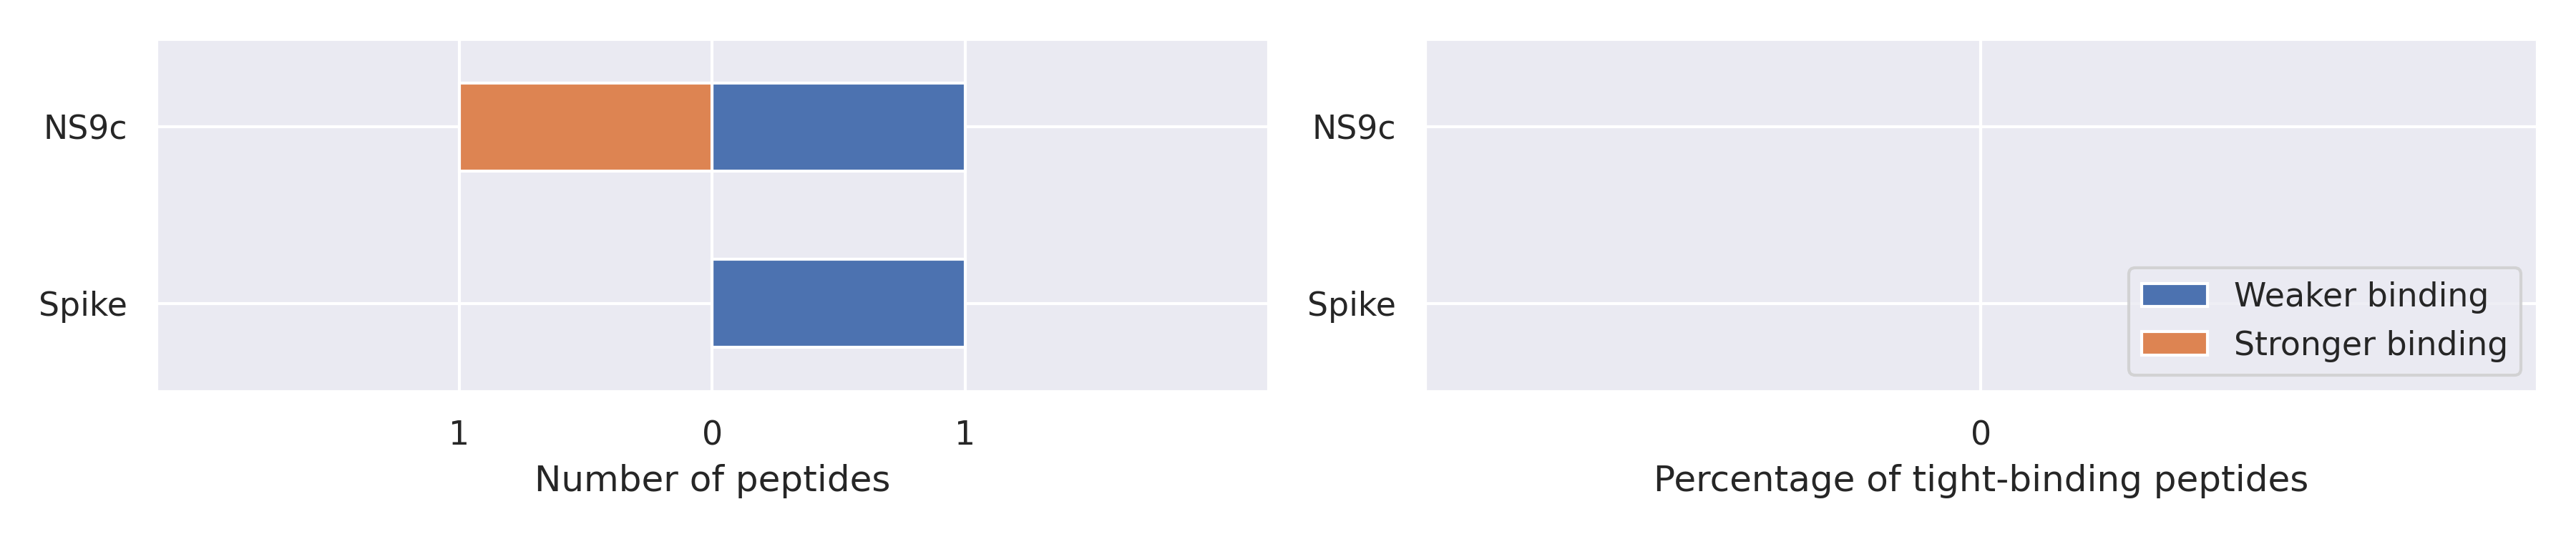 NS9c
Spike
1 0 1
Number of peptides
NS9c
Spike
0
Percentage of tight-binding peptides
Weaker binding
Stronger binding